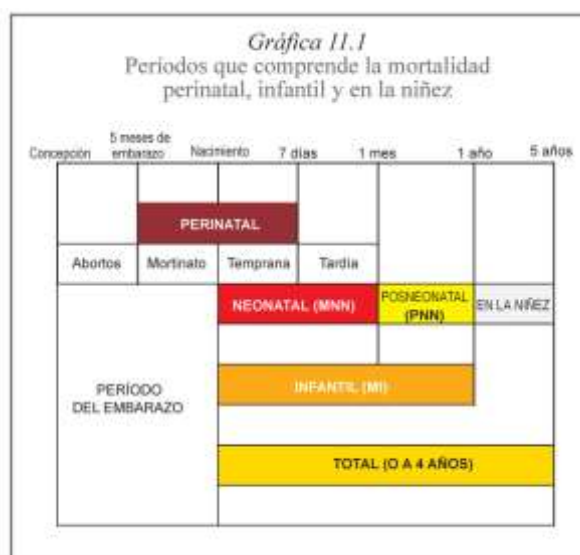 Gráfica 11.1
Períodos que comprende la mortalidad
perinatal, infantil y en la niñez
Concepción
5 meses de
embarazo
Nacimiento
7 días
1 mes
1 año
5 años
PERINATAL
Abortos
Mortinato
Temprana
Tardía
NEONATAL (MNN)
POSNEONATAL
(PNN)
EN LA NIÑEZ
PERÍODO
DEL EMBARAZO
INFANTIL (MI)
TOTAL (O A 4 AÑOS)